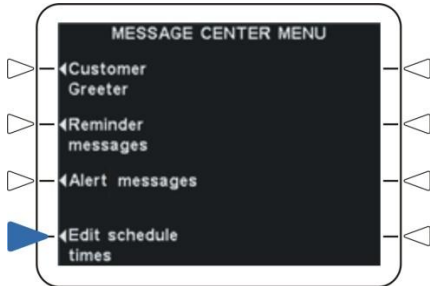 MESSAGE CENTER MENU
Customer
Greeter
Reminder
messages
Alert messages
Edit schedule
times